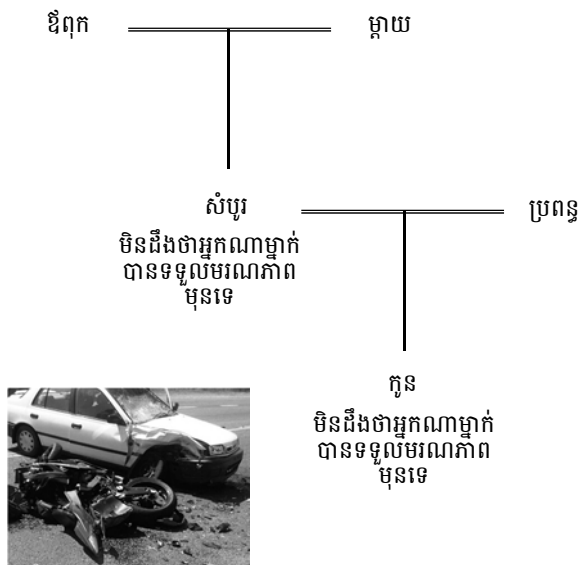 ឪពុក
ម្តាយ
សំបូរ
ប្រពន្ធ
មិនដឹងថាអ្នកណាម្នាក់
បានទទួលមរណភាព
មុនទេ
កូន
មិនដឹងថាអ្នកណាម្នាក់
បានទទួលមរណភាព
មុនទេ